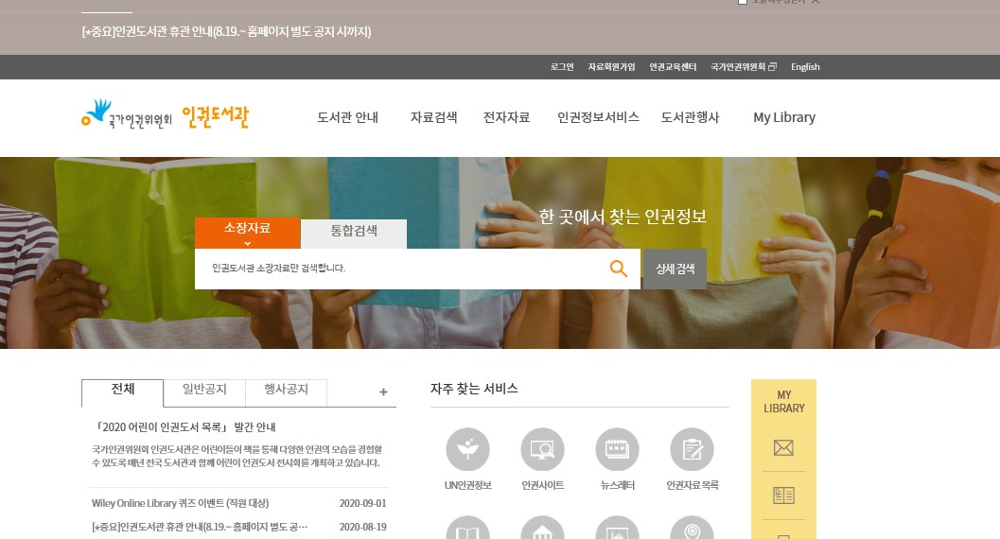 [*중요]인권도서관 휴관 안내(8.19.~ 홈페이지 별도 공지 시까지)
로그인 자료회원가입 인권교육센터 국가인권위원회 English
국가인권위원회 인권도서관
도서관 안내 자료검색 전자자료 인권정보서비스 도서관행사 My Library
한 곳에서 찾는 인권정보
소장자료 통합검색
인권도서관 소장자료만 검색합니다. 상세 검색
전체 일반공지 행사공지 +
「2020 어린이 인권도서 목록」 발간 안내
국가인권위원회 인권도서관은 어린이들이 책을 통해 다양한 인권의 모습을 경험할
수 있도록 매년 전국 도서관과 함께 어린이 인권도서 전시회를 개최하고 있습니다.
Wiley Online Library 퀴즈 이벤트 (직원 대상) 2020-09-01
[*중요]인권도서관 휴관 안내(8.19.~ 홈페이지 별도 공… 2020-08-19
자주 찾는 서비스
UN인권정보 인권사이트 뉴스레터 인권자료 목록
MY
LIBRARY